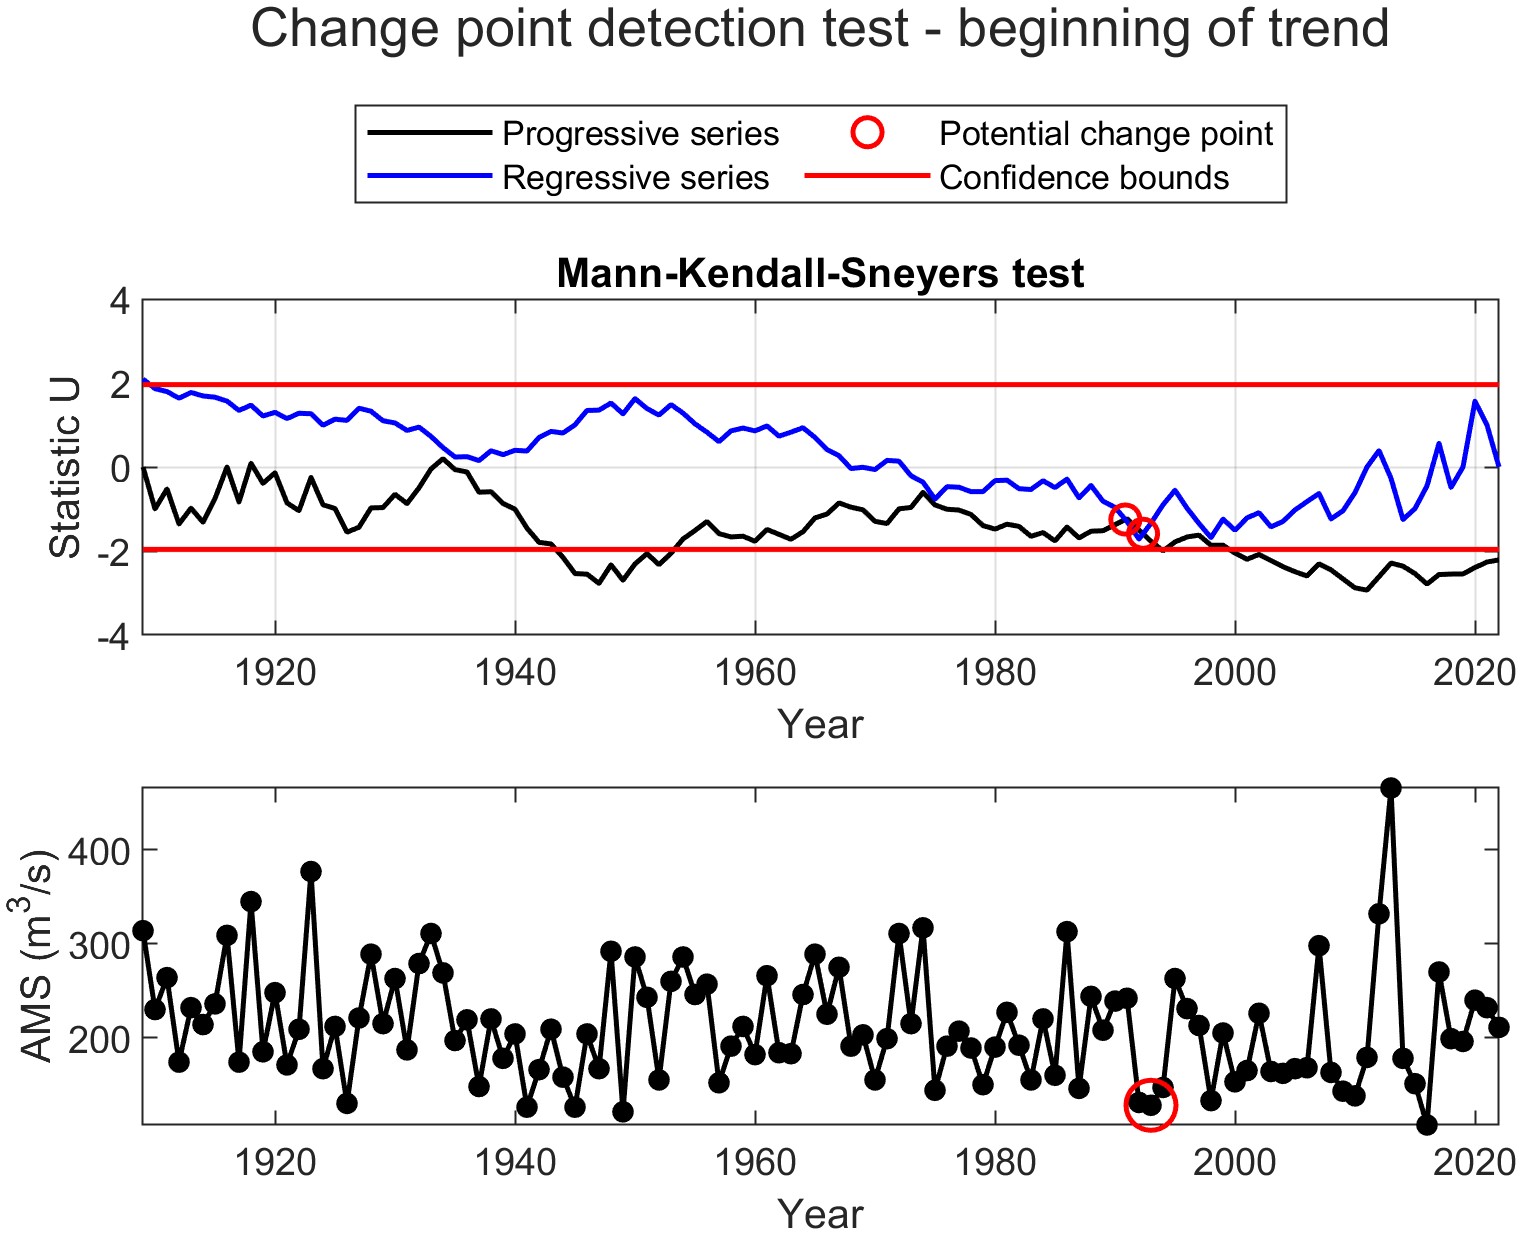 Change point detection test - beginning of trend
Progressive series
Potential change point
Regressive series
Confidence bounds
Mann-Kendall-Sneyers test
4
2
0
-2
-4
Statistic U
1920 1940 1960 1980 2000 2020
Year
400
300
200
AMS (m³/s)
1920 1940 1960 1980 2000 2020
Year